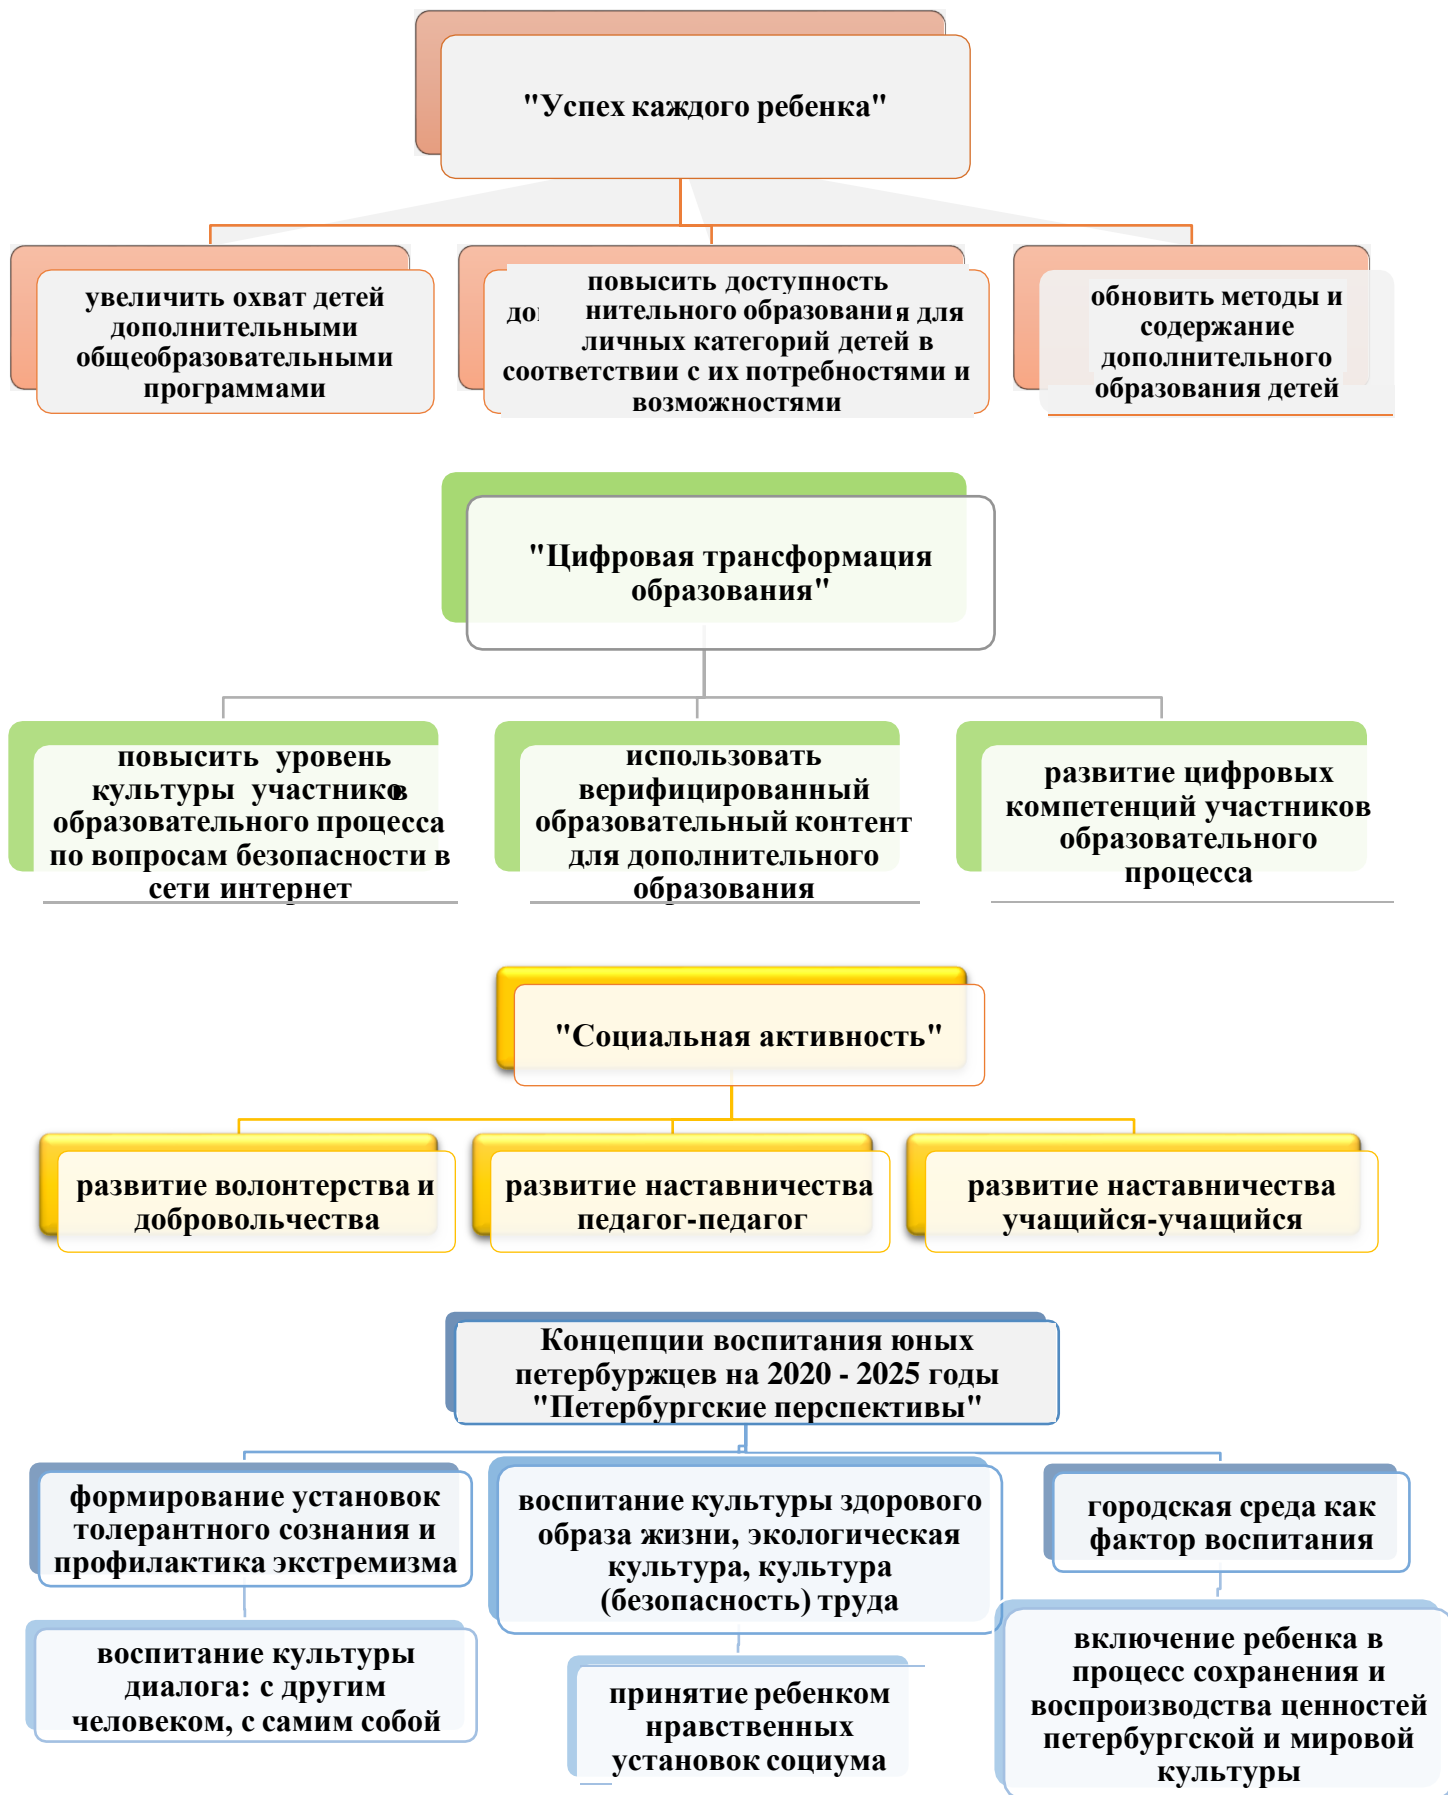 "Успех каждого ребенка"
увеличить охват детей
дополнительными
общеобразовательными
программами
повысить доступность
до нительного образования для
личных категорий детей в
соответствии с их потребностями и
возможностями
обновить методы и
содержание
дополнительного
образования детей
"Цифровая трансформация
образования"
повысить уровень
культуры участников
образовательного процесса
по вопросам безопасности в
сети интернет
использовать
верифицированный
образовательный контент
для дополнительного
образования
развитие цифровых
компетенций участников
образовательного
процесса
"Социальная активность"
развитие волонтерства и
добровольчества
развитие наставничества
педагог-педагог
развитие наставничества
учащийся-учащийся
Концепции воспитания юных
петербуржцев на 2020 - 2025 годы
"Петербургские перспективы"
формирование установок
толерантного сознания и
профилактика экстремизма
воспитание культуры здорового
образа жизни, экологическая
культура, культура
(безопасность) труда
городская среда как
фактор воспитания
воспитание культуры
диалога: с другим
человеком, с самим собой
принятие ребенком
нравственных
установок социума
включение ребенка в
процесс сохранения и
воспроизводства ценностей
петербургской и мировой
культуры